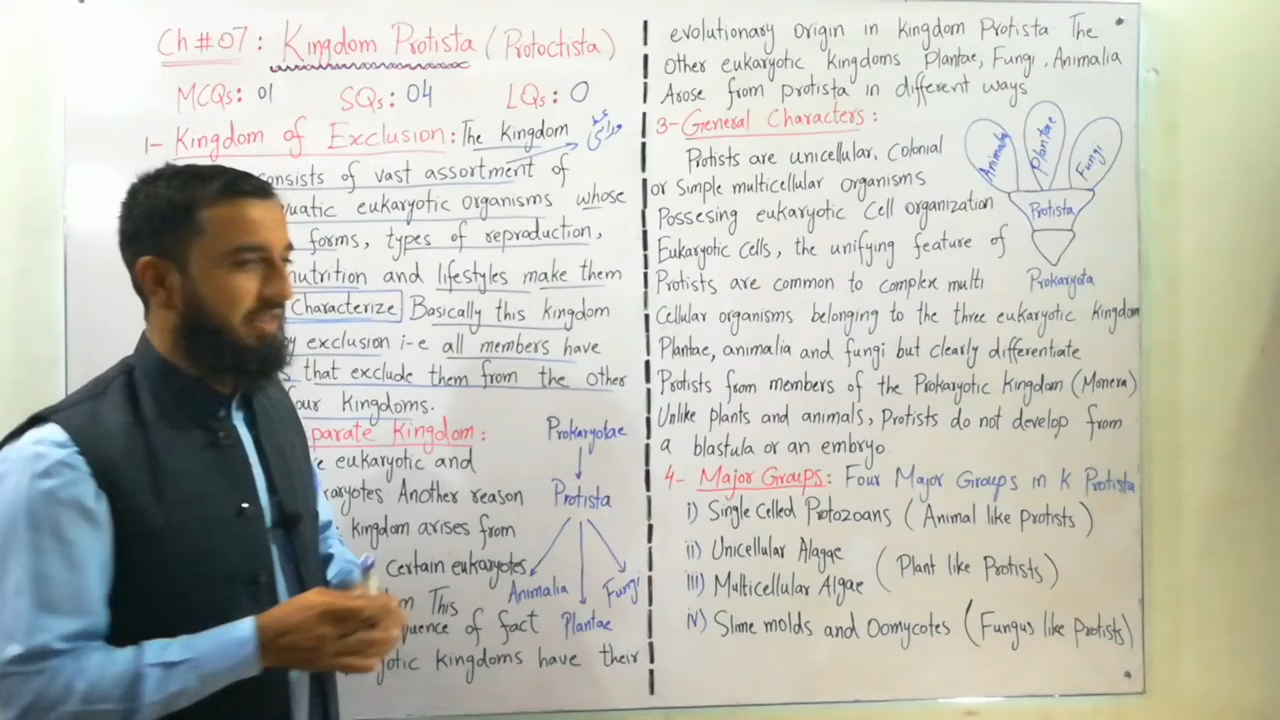 Ch # 07: Kingdom Protista (Protoctista)
MCQs: 01 SQs: 04 LQs: 0
1- Kingdom of Exclusion: The kingdom
onsists of vast assortment of
uatic eukaryotic organisms whose
forms, types of reproduction,
nutrition and lifestyles make them
Characterize Basically this kingdom
by exclusion i-e all members have
that exclude them from the other
our kingdoms.
parate kingdom:
eukaryotic and
karyotes Another reason
kingdom arises from
Certain eukaryotes
This
quence of fact
otic kingdoms have their
Prokaryotae
Protista
Animalia
Plantae
Fungi
evolutionary origin in kingdom Protista The
Other eukaryotic kingdoms Plantae, Fungi, Animalia
Arose from protista in different ways
3- General Characters:
Protists are unicellular, Colonial
or Simple multicellular organisms
Possesing eukaryotic Cell organization
Eukaryotic cells, the unifying feature of
Protists are common to complex multi
Cellular organisms belonging to the three eukaryotic kingdom
Plantae, animalia and fungi but clearly differentiate
Protists from members of the Prokaryotic Kingdom (Monera)
Unlike plants and animals, Protists do not develop from
a blastula or an embryo
Animalia
Plantae
Fungi
Protista
Prokaryota
4- Major Groups: Four Major Groups in K Protista
i) Single Celled Protozoans (Animal like protists)
ii) Unicellular Alagae
iii) Multicellular Algae
(Plant like Protists)
iv) Slime molds and Oomycotes (Fungus like Protists)